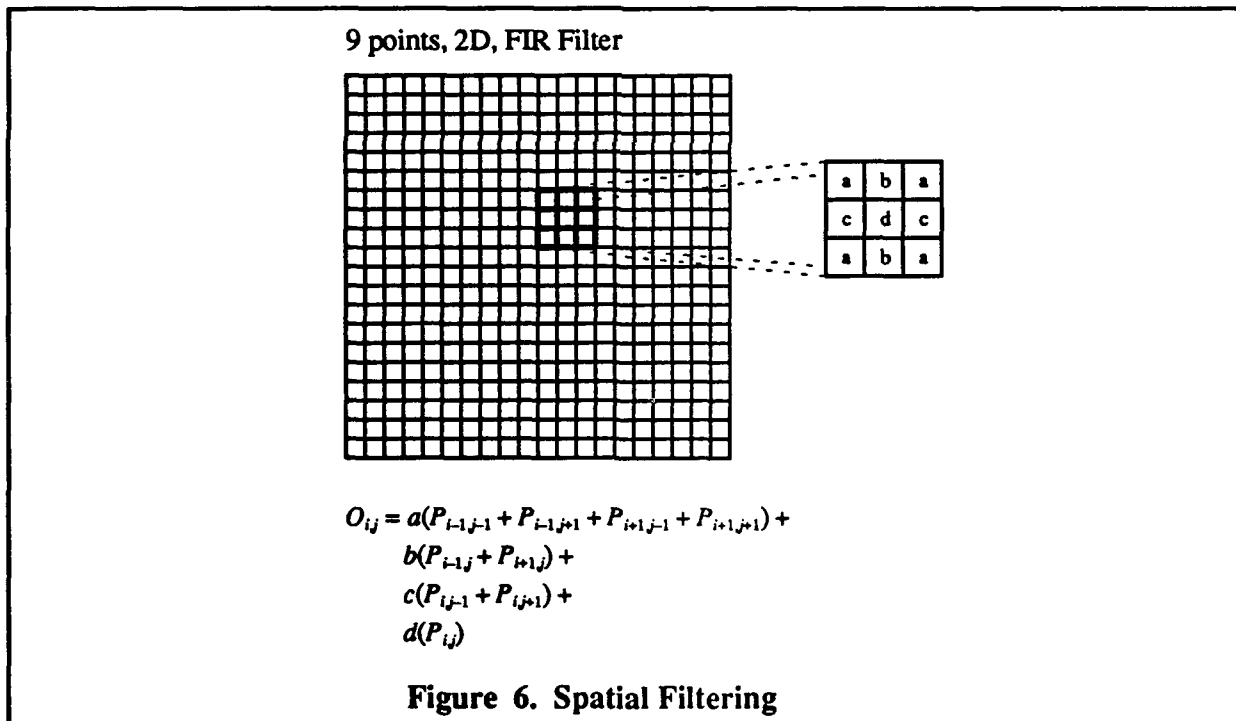 9 points, 2D, FIR Filter
a b a
c d c
a b a
O_{i,j} = a(P_{i-1,j-1} + P_{i-1,j+1} + P_{i+1,j-1} + P_{i+1,j+1}) +
b(P_{i-1,j} + P_{i+1,j}) +
c(P_{i,j-1} + P_{i,j+1}) +
d(P_{i,j})
Figure 6. Spatial Filtering